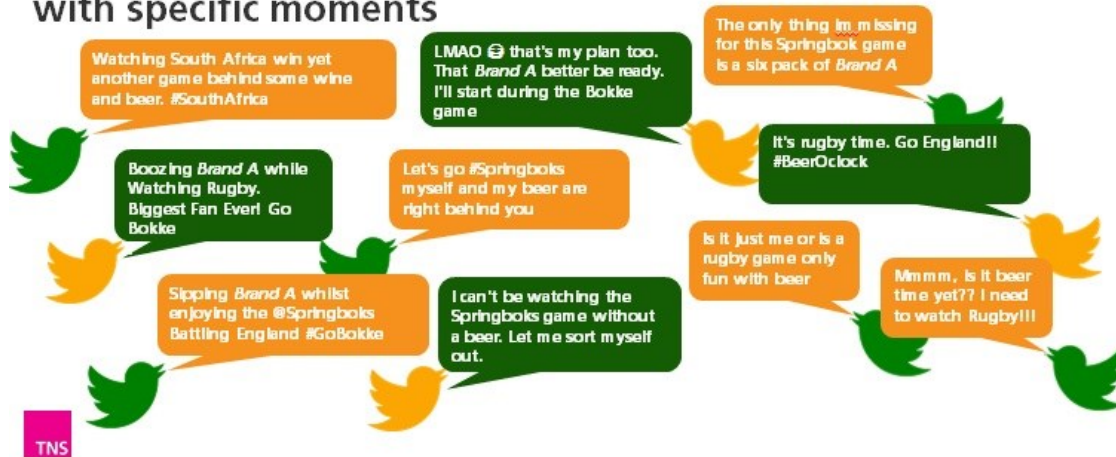 with specific moments
Watching South Africa win yet
another game behind some wine
and beer. #SouthAfrica
LMAO 😂 that's my plan too.
That Brand A better be ready.
I'll start during the Bokke
game
The only thing im missing
for this Springbok game
is a six pack of Brand A
Boozing Brand A while
Watching Rugby.
Biggest Fan Ever! Go
Bokke
Let's go #Springboks
myself and my beer are
right behind you
It's rugby time. Go England!!
#BeerOclock
Sipping Brand A whilst
enjoying the @Springboks
Battling England #GoBokke
I can't be watching the
Springboks game without
a beer. Let me sort myself
out.
Is it just me or is a
rugby game only
fun with beer
Mmmm, is it beer
time yet?? I need
to watch Rugby!!!
TNS